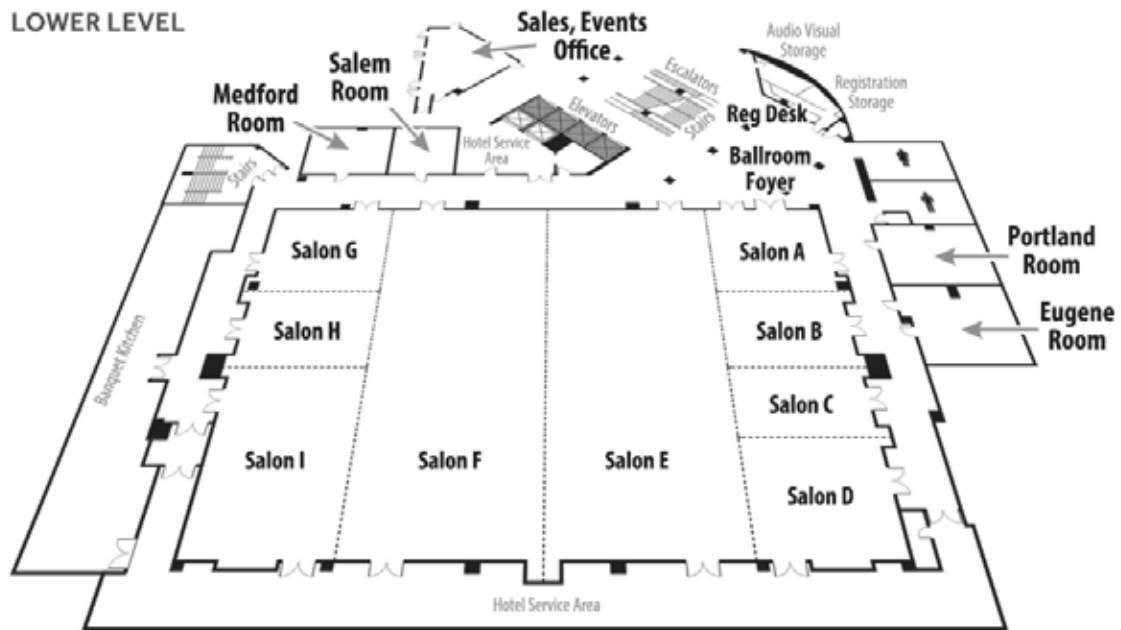 LOWER LEVEL
Sales, Events
Office
Audio Visual
Storage
Salem
Room
Escalators
Registration
Storage
Medford
Room
Elevators
Stairs
Reg Desk
Hotel Service
Area
Ballroom
Foyer
Stairs
Portland
Room
Salon G
Salon A
Eugene
Room
Salon H
Salon B
Banquet Kitchen
Salon C
Salon I
Salon F
Salon E
Salon D
Hotel Service Area